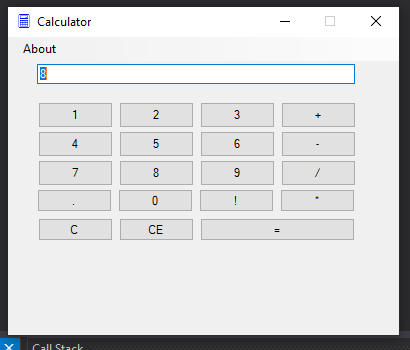 Calculator
About
8
1 2 3 +
4 5 6 -
7 8 9 /
. 0 ! *
C CE =
Call Stack